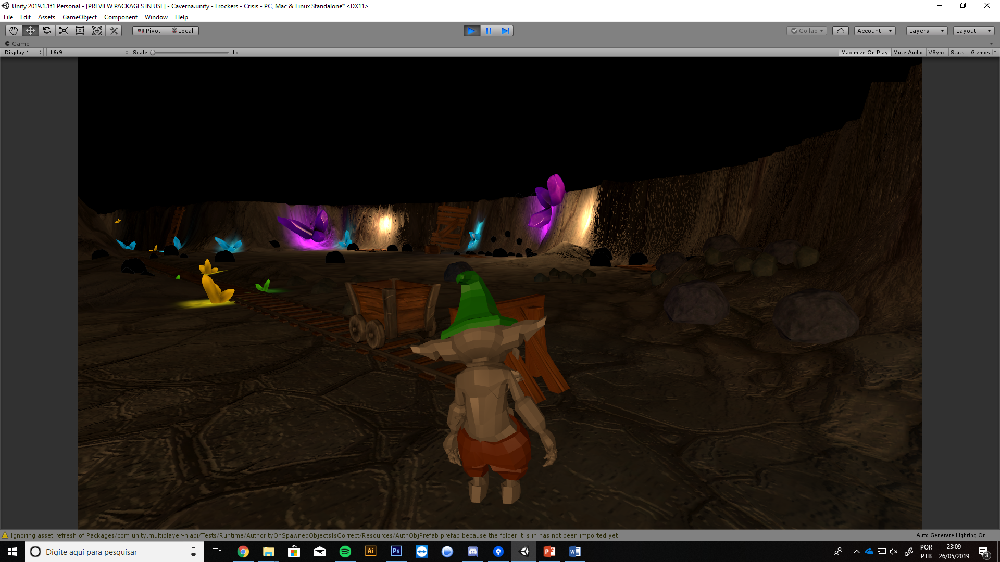 Unity 2019.1.1f1 Personal - [PREVIEW PACKAGES IN USE] - Caverna.unity - Frockers - Crisis - PC, Mac & Linux Standalone* <DX11>
File Edit Assets GameObject Component Window Help
Pivot Local Collab Account Layers Layout
Game
Display 1 16:9 Scale 1x Maximize On Play Mute Audio VSync Stats Gizmos
Ignoring asset refresh of Packages/com.unity.multiplayer-hlapi/Tests/Runtime/AuthorityOnSpawnedObjectsIsCorrect/Resources/AuthObjPrefab.prefab because the folder it is in has not been imported yet! Auto Generate Lighting On
Digite aqui para pesquisar Ai Ps POR 23:09
PTB 26/05/2019 3